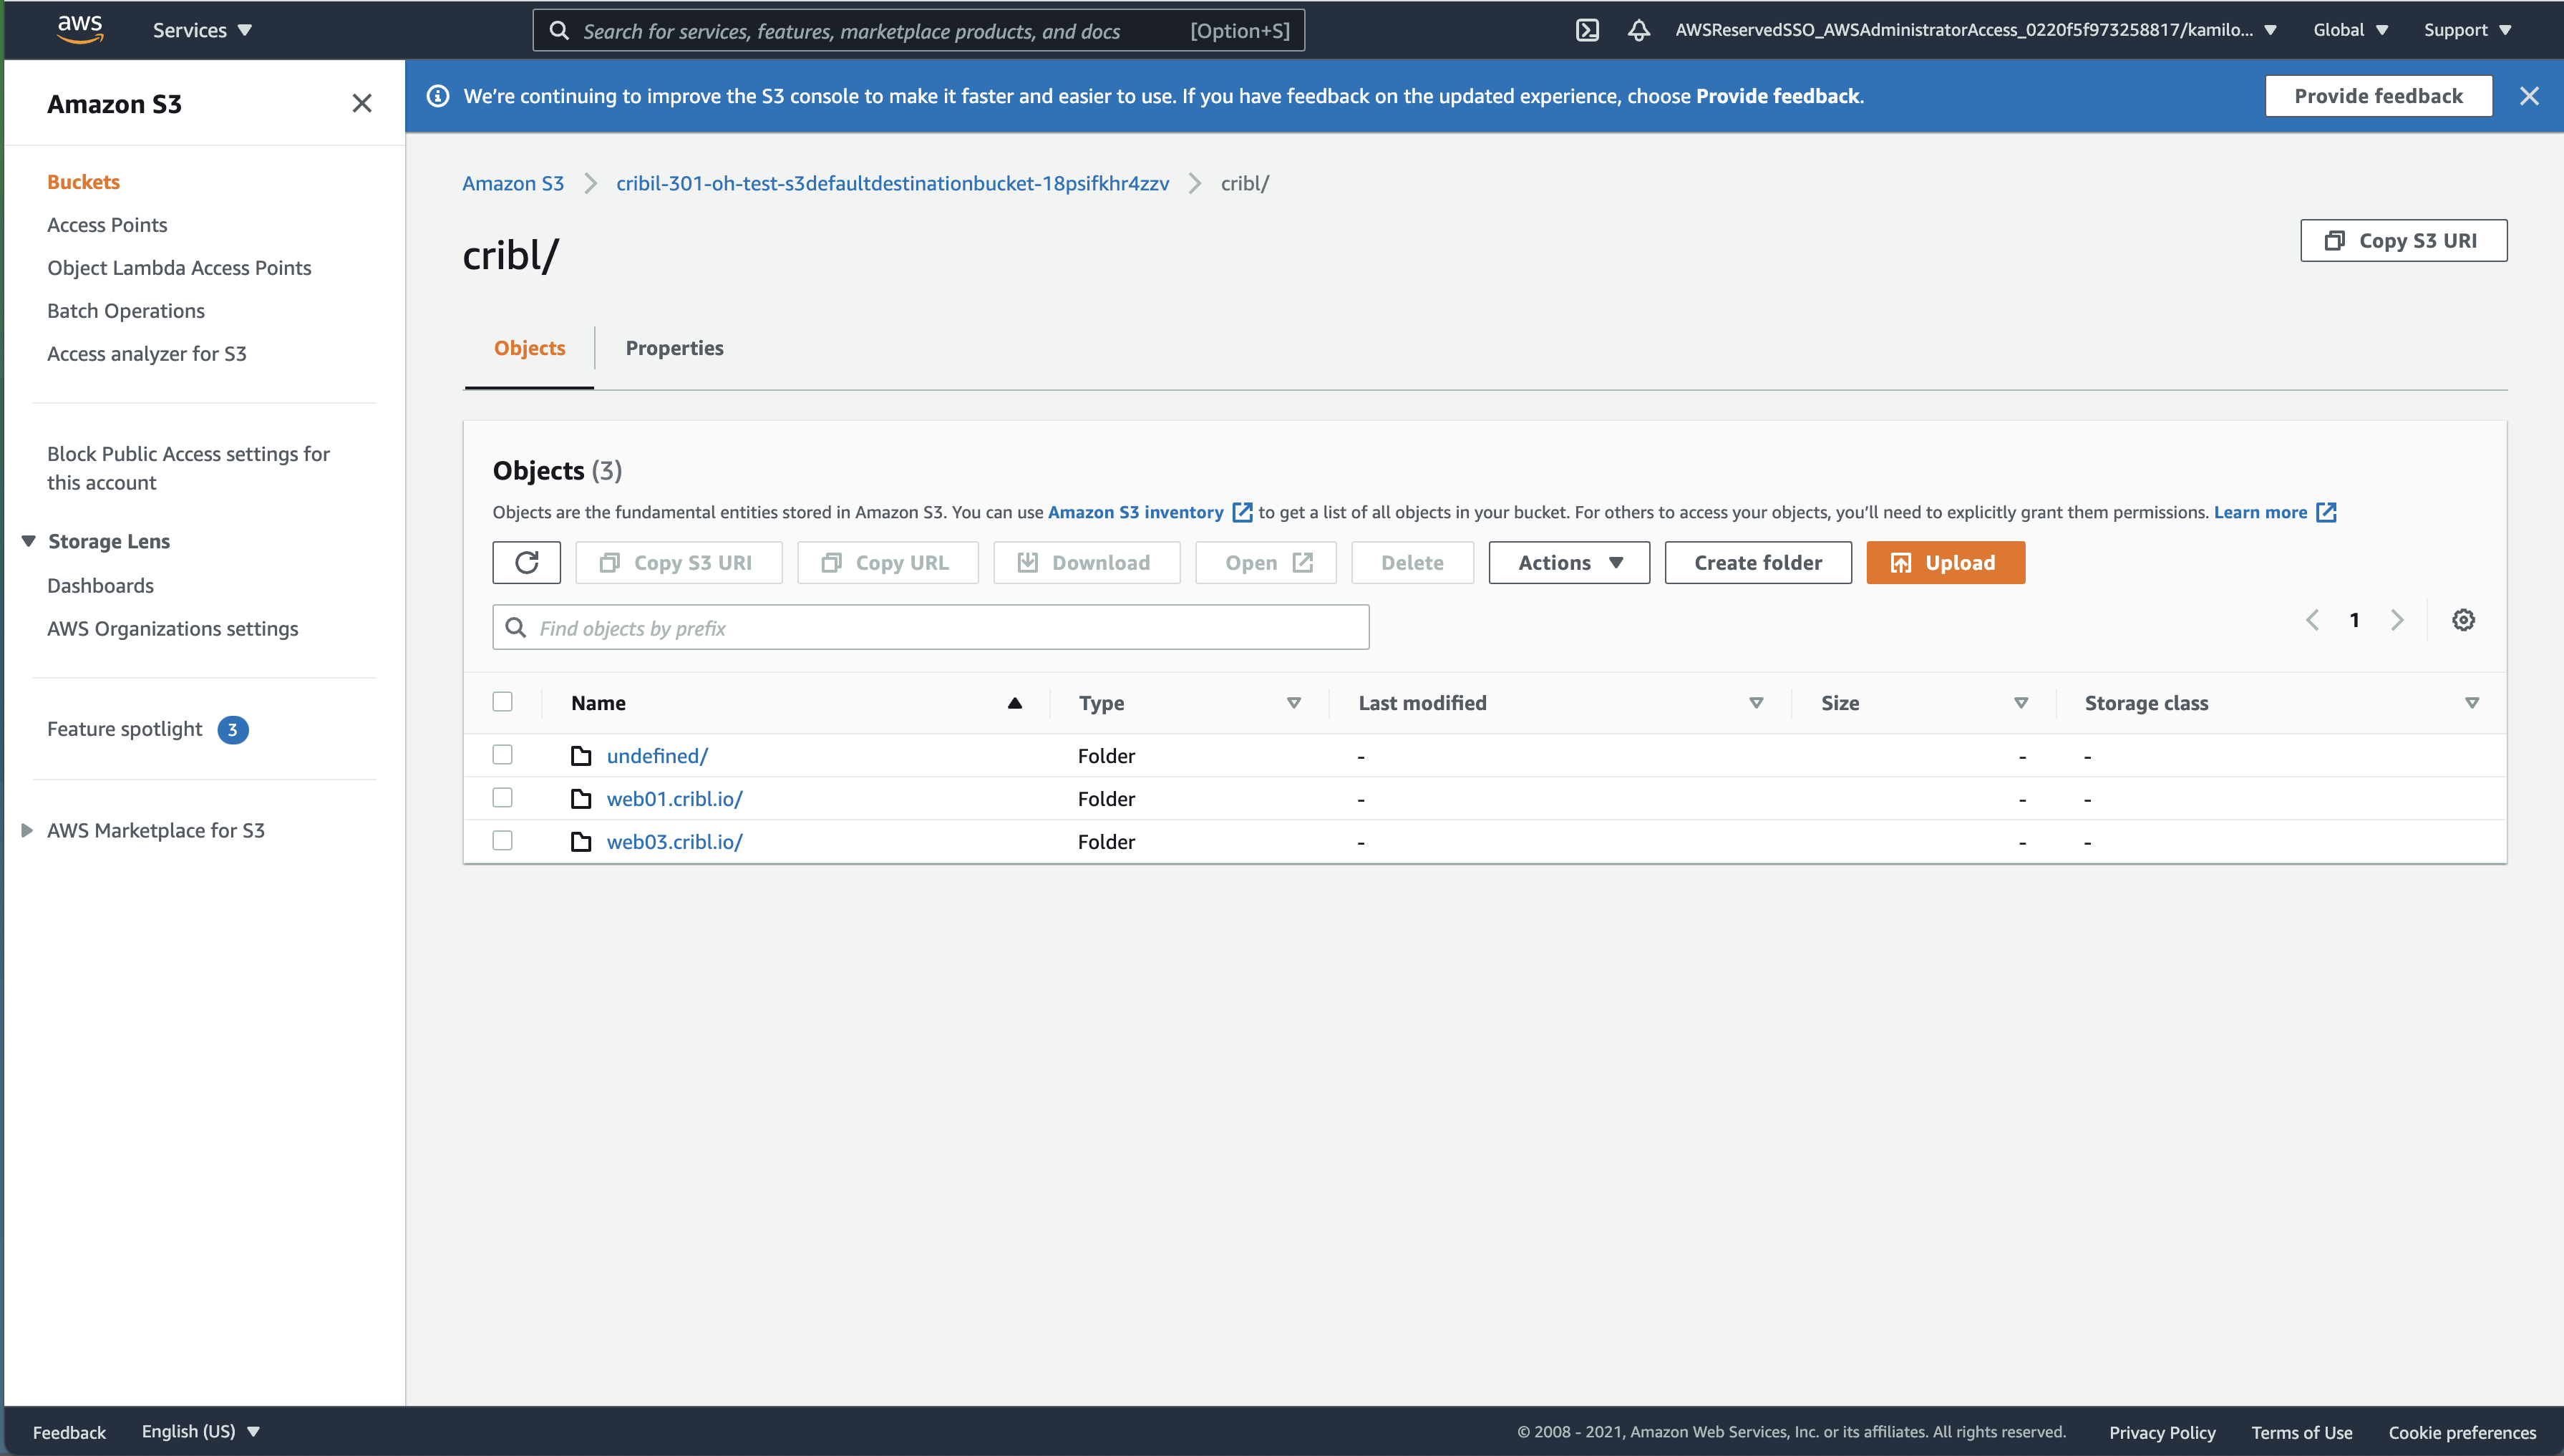 aws
Services
Search for services, features, marketplace products, and docs [Option+S]
AWSReservedSSO_AWSAdministratorAccess_0220f5f973258817/kamilo...
Global
Support
Amazon S3
Buckets
Access Points
Object Lambda Access Points
Batch Operations
Access analyzer for S3
Block Public Access settings for
this account
Storage Lens
Dashboards
AWS Organizations settings
Feature spotlight 3
AWS Marketplace for S3
We're continuing to improve the S3 console to make it faster and easier to use. If you have feedback on the updated experience, choose Provide feedback.
Provide feedback
Amazon S3 cribil-301-oh-test-s3defaultdestinationbucket-18psifkhr4zzv cribl/
cribl/
Copy S3 URI
Objects Properties
Objects (3)
Objects are the fundamental entities stored in Amazon S3. You can use Amazon S3 inventory to get a list of all objects in your bucket. For others to access your objects, you'll need to explicitly grant them permissions. Learn more
Copy S3 URI Copy URL Download Open Delete Actions Create folder Upload
Find objects by prefix
1
Name Type Last modified Size Storage class
undefined/ Folder - - -
web01.cribl.io/ Folder - - -
web03.cribl.io/ Folder - - -
Feedback English (US)
© 2008 - 2021, Amazon Web Services, Inc. or its affiliates. All rights reserved. Privacy Policy Terms of Use Cookie preferences